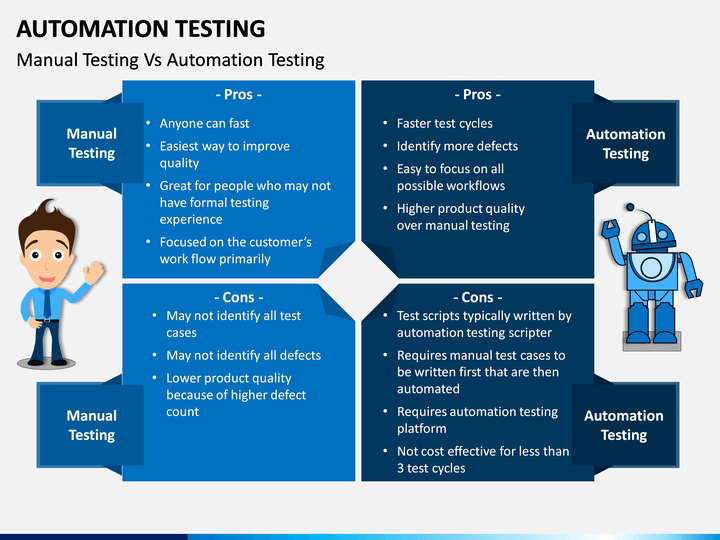 AUTOMATION TESTING
Manual Testing Vs Automation Testing
Manual
Testing
- Pros -
• Anyone can fast
• Easiest way to improve
quality
• Great for people who may not
have formal testing
experience
• Focused on the customer's
work flow primarily
- Pros -
• Faster test cycles
• Identify more defects
• Easy to focus on all
possible workflows
• Higher product quality
over manual testing
Automation
Testing
Manual
Testing
- Cons -
• May not identify all test
cases
• May not identify all defects
• Lower product quality
because of higher defect
count
- Cons -
• Test scripts typically written by
automation testing scripter
• Requires manual test cases to
be written first that are then
automated
• Requires automation testing
platform
• Not cost effective for less than
3 test cycles
Automation
Testing